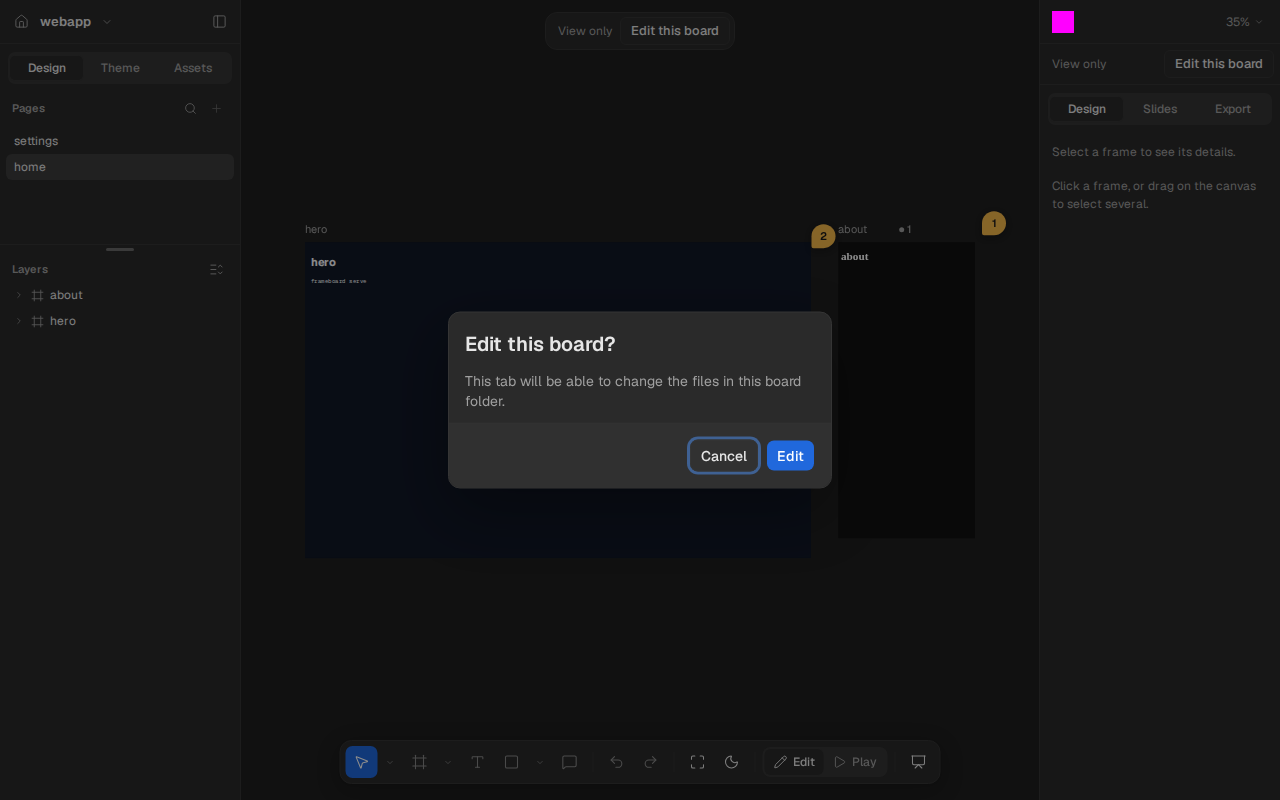 webapp
Design Theme Assets
Pages
settings
home
Layers
about
hero
View only Edit this board
hero
2
about 1
1
hero
frameboard serve
about
Edit this board?
This tab will be able to change the files in this board
folder.
Cancel Edit
Edit Play
35%
View only Edit this board
Design Slides Export
Select a frame to see its details.
Click a frame, or drag on the canvas
to select several.